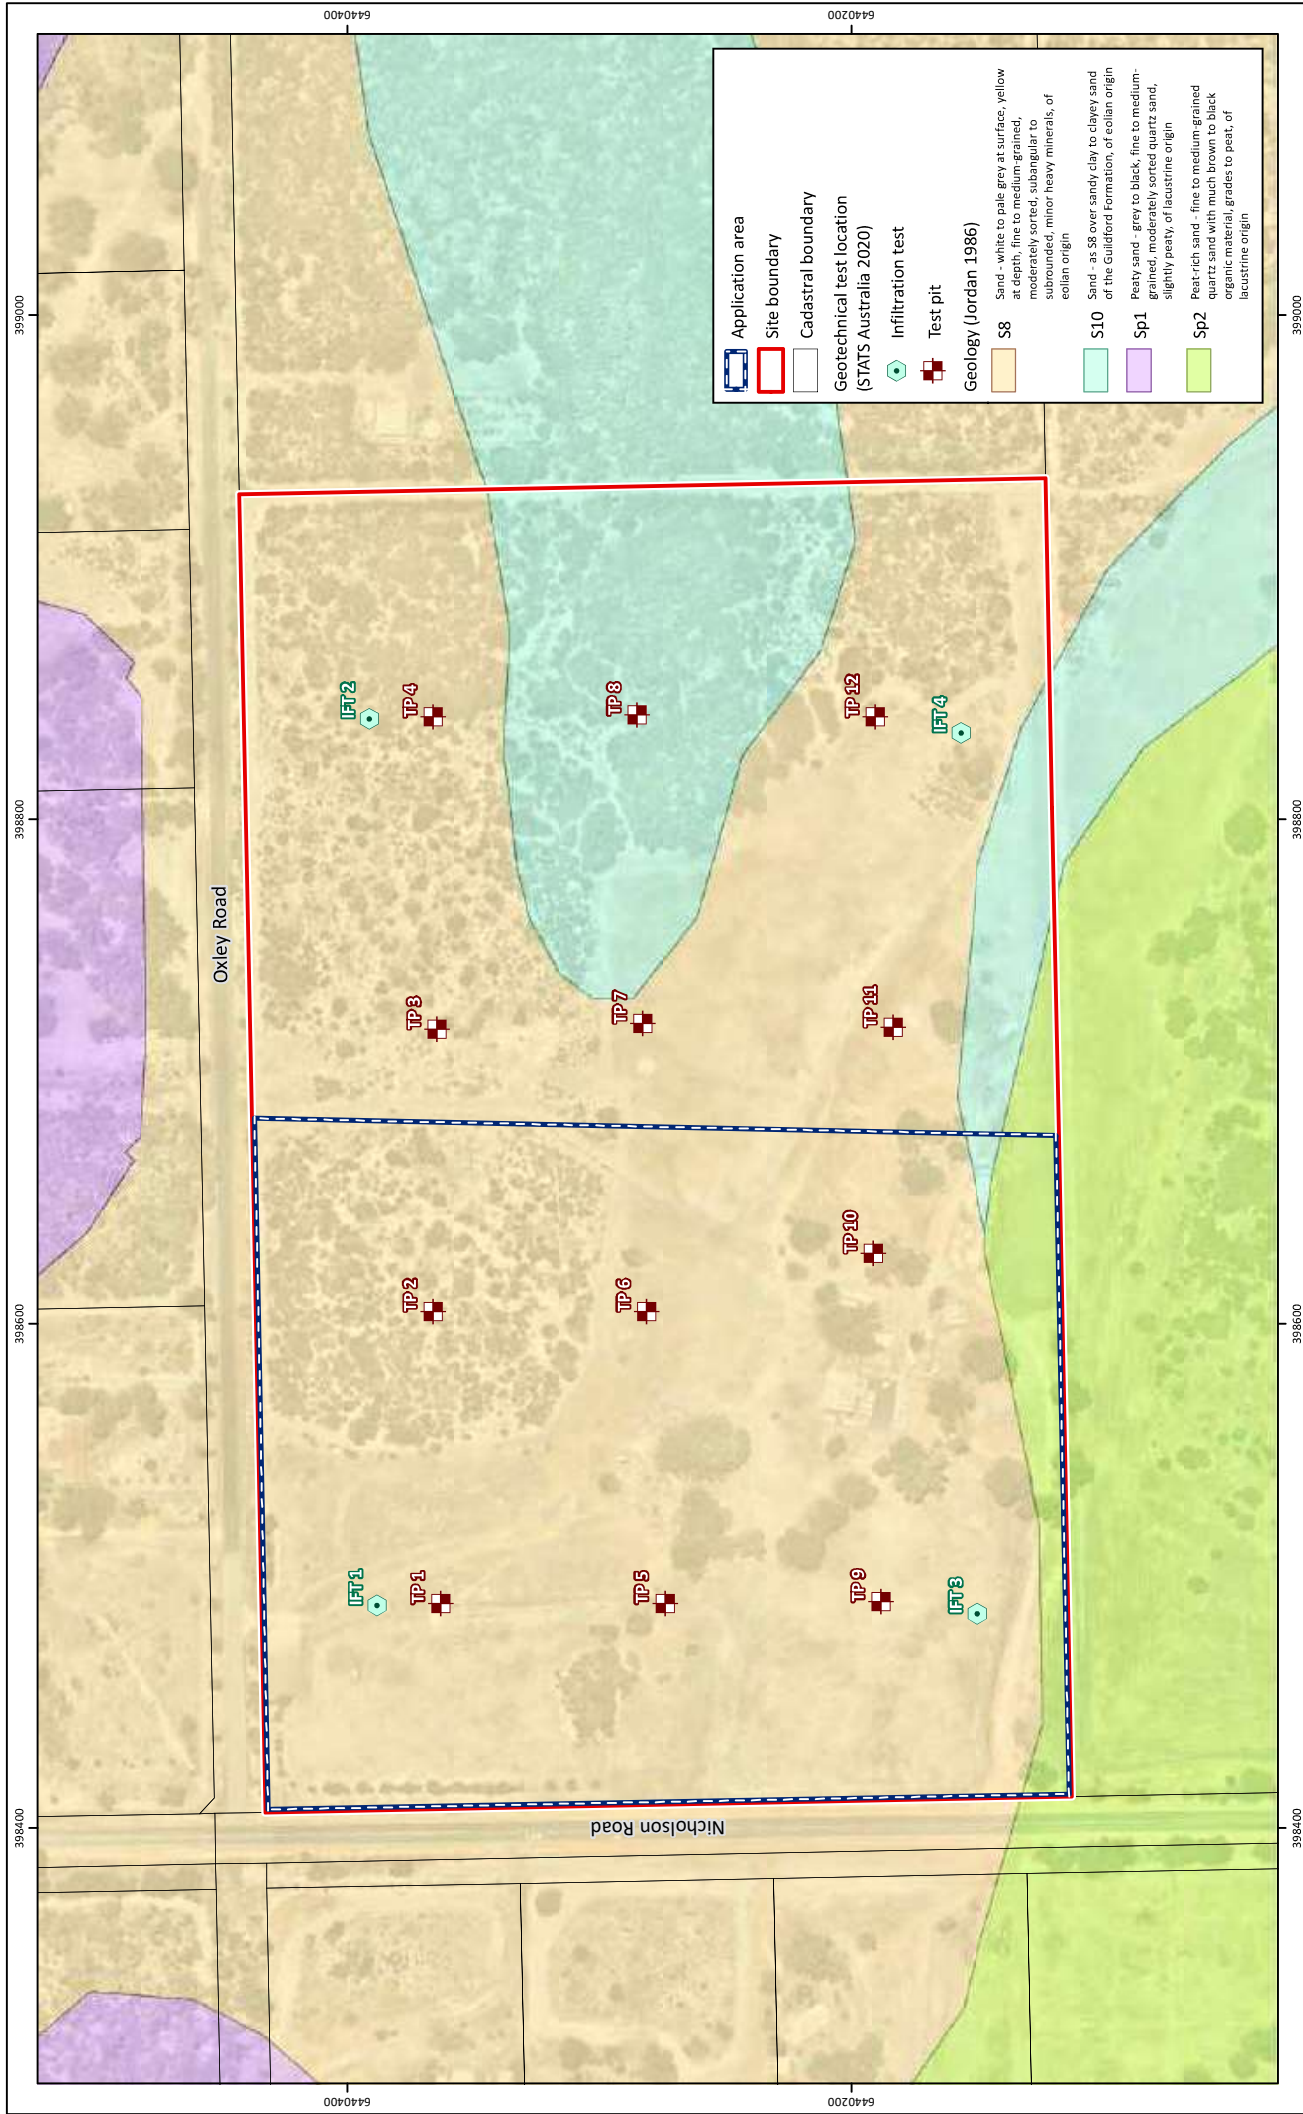 6440400
6440200
399000
398800
398600
398400
399000
398800
398600
398400
6440400
6440200
Oxley Road
Nicholson Road
IFT 1
IFT 2
IFT 3
IFT 4
TP 1
TP 2
TP 3
TP 4
TP 5
TP 6
TP 7
TP 8
TP 9
TP 10
TP 11
TP 12
Application area
Site boundary
Cadastral boundary
Geotechnical test location
(STATS Australia 2020)
Infiltration test
Test pit
Geology (Jordan 1986)
S8
Sand - white to pale grey at surface, yellow
at depth, fine to medium-grained,
moderately sorted, subangular to
subrounded, minor heavy minerals, of
eolian origin
S10
Sand - as S8 over sandy clay to clayey sand
of the Guildford Formation, of eolian origin
Sp1
Peaty sand - grey to black, fine to medium-
grained, moderately sorted quartz sand,
slightly peaty, of lacustrine origin
Sp2
Peat-rich sand - fine to medium-grained
quartz sand with much brown to black
organic material, grades to peat, of
lacustrine origin